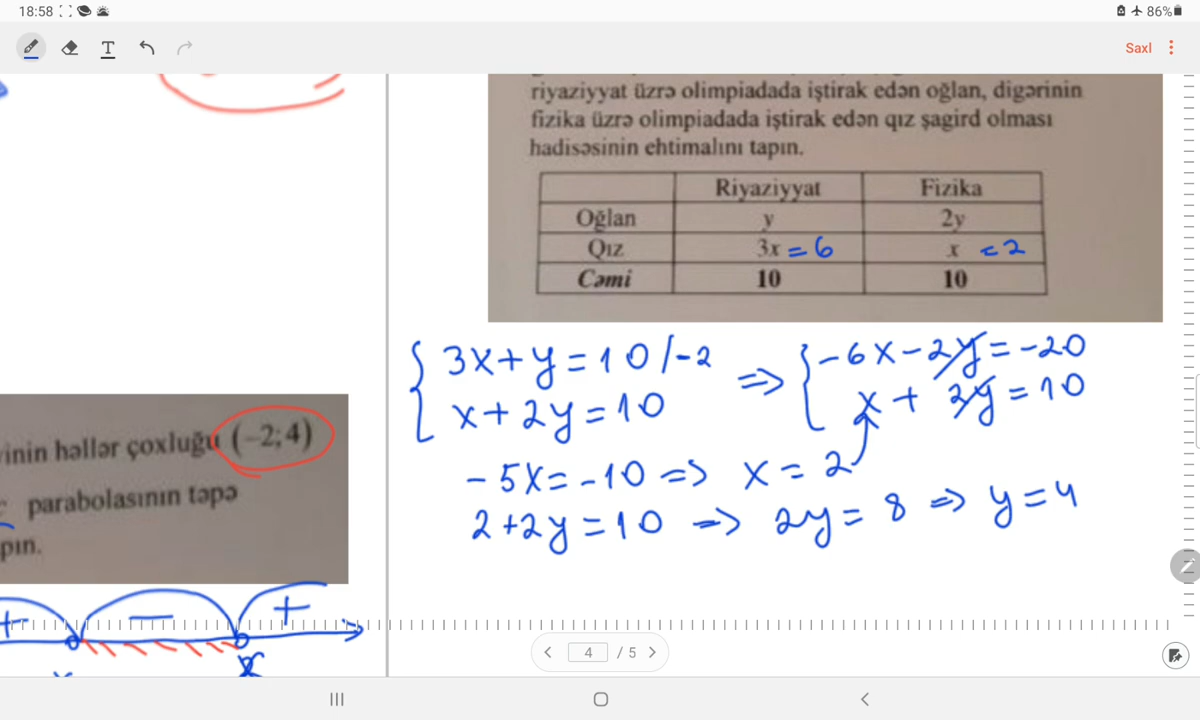 18:58
86%
T
Saxl
riyaziyyat üzrə olimpiadada iştirak edən oğlan, digərinin
fizika üzrə olimpiadada iştirak edən qız şagird olması
hadisəsinin ehtimalını tapın.
Riyaziyyat Fizika
Oğlan y 2y
Qız 3x = 6 x = 2
Cəmi 10 10
3x+y=10/-2 => -6x-2y=-20
x+2y=10 x+2y=10
-5x=-10 => x=2
2+2y=10 => 2y=8 => y=4
həllər çoxluğu (-2;4)
parabolasının təpə
+ − +
4 / 5